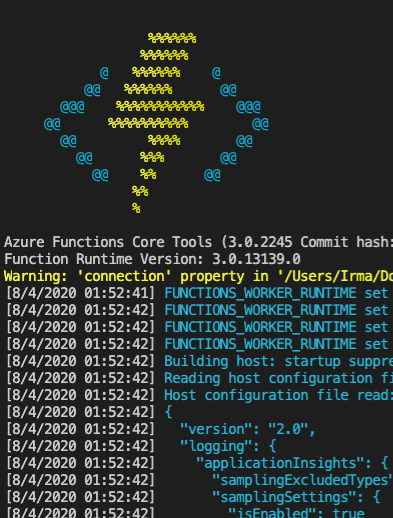 %%%%%%
%%%%%%
@ %%%%%% @
@@ %%%%%% @@
@@@ %%%%%%%%%%% @@@
@@ %%%%%%%%%% @@
@@ %%%% @@
@@ %%% @@
@@ %% @@
%%
%
Azure Functions Core Tools (3.0.2245 Commit hash:
Function Runtime Version: 3.0.13139.0
Warning: 'connection' property in '/Users/Irma/Do
[8/4/2020 01:52:41] FUNCTIONS_WORKER_RUNTIME set
[8/4/2020 01:52:42] FUNCTIONS_WORKER_RUNTIME set
[8/4/2020 01:52:42] FUNCTIONS_WORKER_RUNTIME set
[8/4/2020 01:52:42] FUNCTIONS_WORKER_RUNTIME set
[8/4/2020 01:52:42] Building host: startup suppre
[8/4/2020 01:52:42] Reading host configuration fi
[8/4/2020 01:52:42] Host configuration file read:
[8/4/2020 01:52:42] {
[8/4/2020 01:52:42] "version": "2.0",
[8/4/2020 01:52:42] "logging": {
[8/4/2020 01:52:42] "applicationInsights": {
[8/4/2020 01:52:42] "samplingExcludedTypes"
[8/4/2020 01:52:42] "samplingSettings": {
[8/4/2020 01:52:42] "isEnabled": true